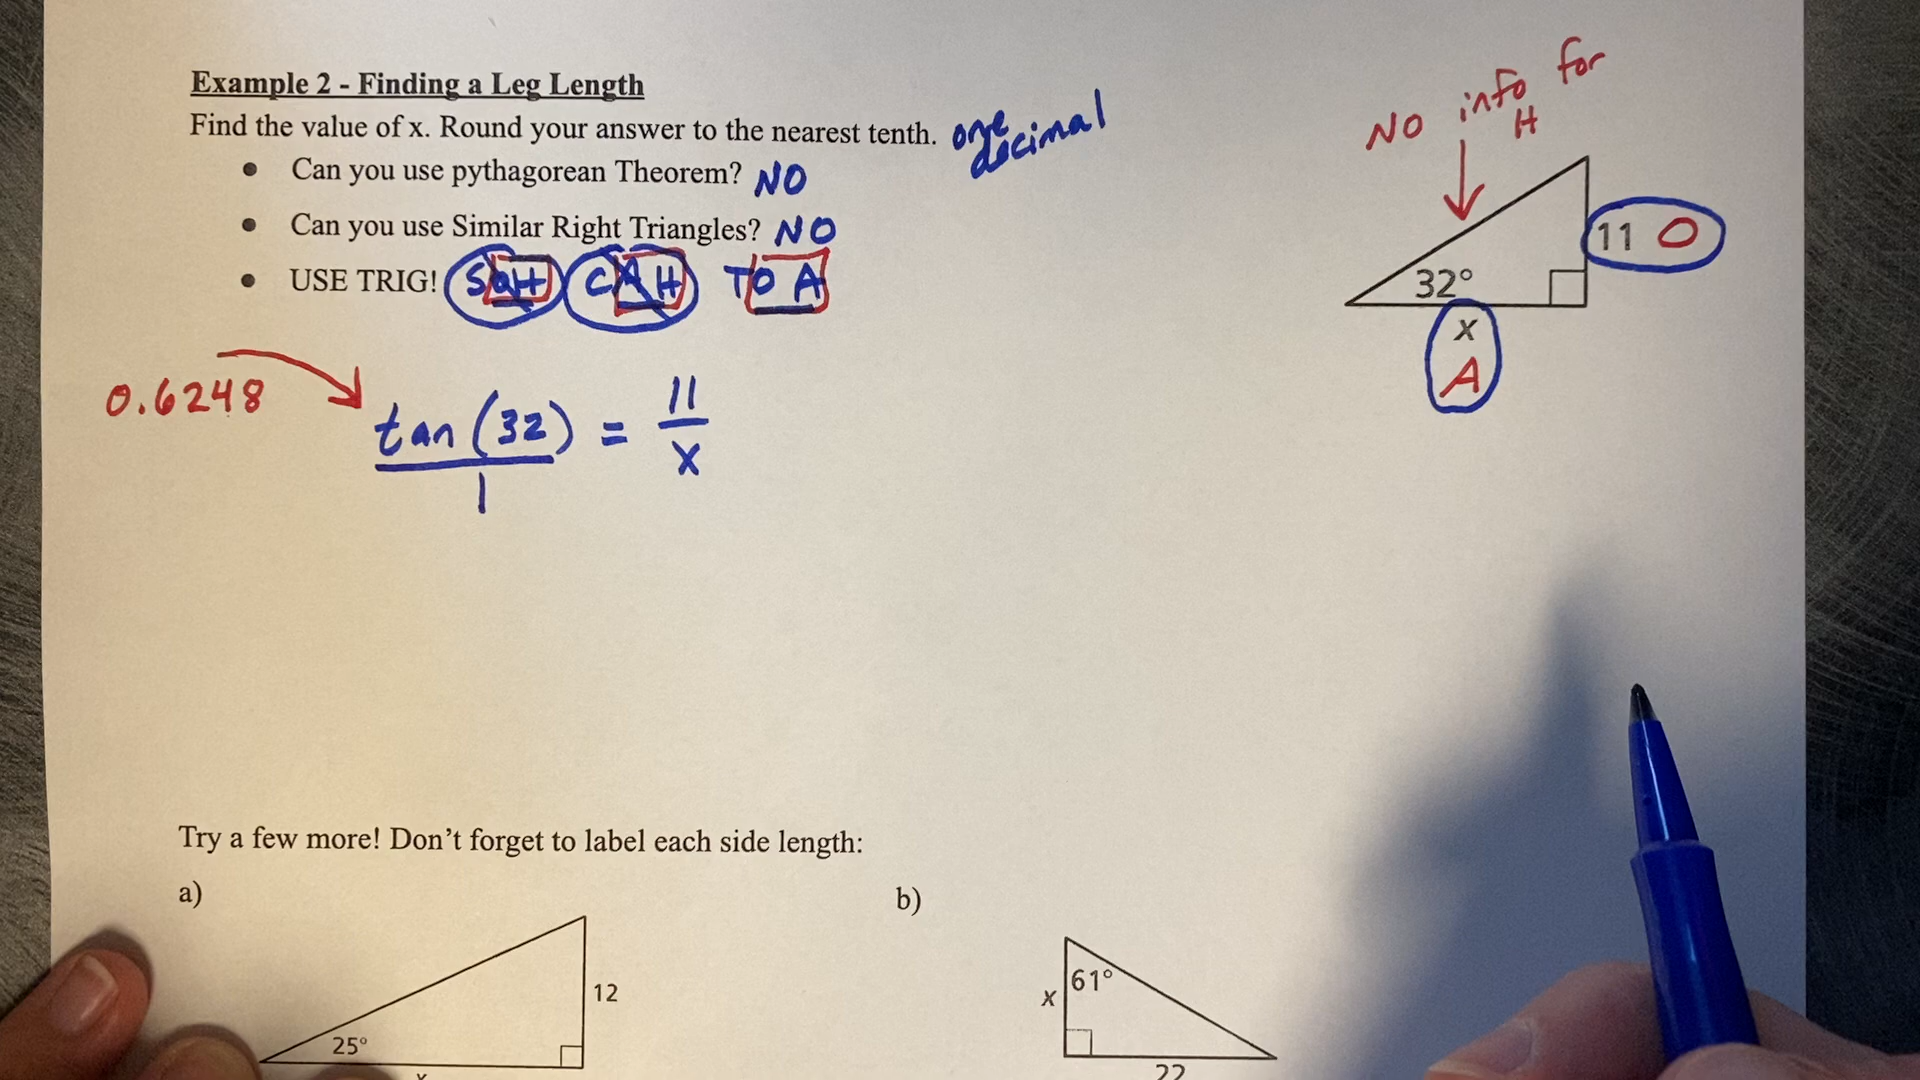 Example 2 - Finding a Leg Length
Find the value of x. Round your answer to the nearest tenth. one decimal
• Can you use pythagorean Theorem? NO
• Can you use Similar Right Triangles? NO
• USE TRIG! SOH CAH TOA
NO info for
H
11 O
32°
x
A
0.6248
tan (32) = 11
1 x
Try a few more! Don’t forget to label each side length:
a)
b)
12
25°
x
61°
x
22